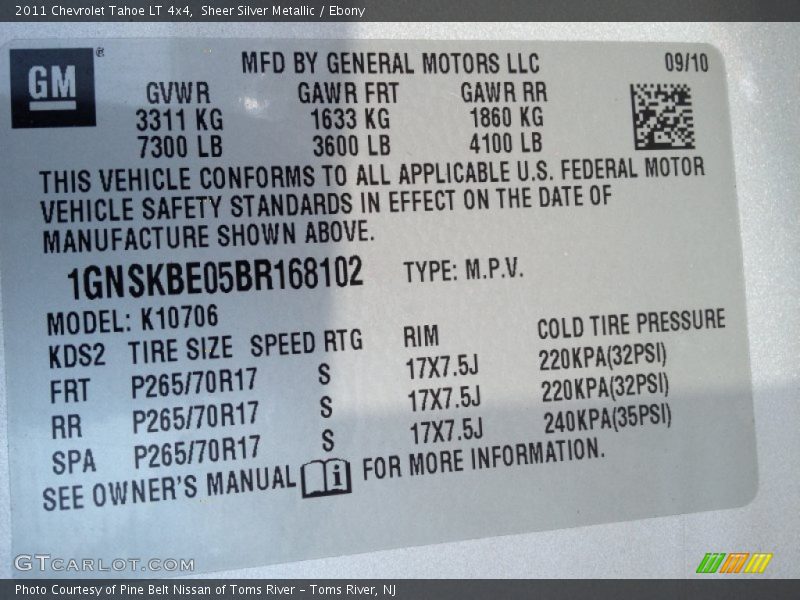 2011 Chevrolet Tahoe LT 4x4, Sheer Silver Metallic / Ebony
GM ®
MFD BY GENERAL MOTORS LLC 09/10
GVWR GAWR FRT GAWR RR
3311 KG 1633 KG 1860 KG
7300 LB 3600 LB 4100 LB
THIS VEHICLE CONFORMS TO ALL APPLICABLE U.S. FEDERAL MOTOR
VEHICLE SAFETY STANDARDS IN EFFECT ON THE DATE OF
MANUFACTURE SHOWN ABOVE.
1GNSKBE05BR168102 TYPE: M.P.V.
MODEL: K10706
KDS2 TIRE SIZE SPEED RTG RIM COLD TIRE PRESSURE
FRT P265/70R17 S 17X7.5J 220KPA(32PSI)
RR P265/70R17 S 17X7.5J 220KPA(32PSI)
SPA P265/70R17 S 17X7.5J 240KPA(35PSI)
SEE OWNER'S MANUAL i FOR MORE INFORMATION.
GTCARLOT.COM
Photo Courtesy of Pine Belt Nissan of Toms River – Toms River, NJ